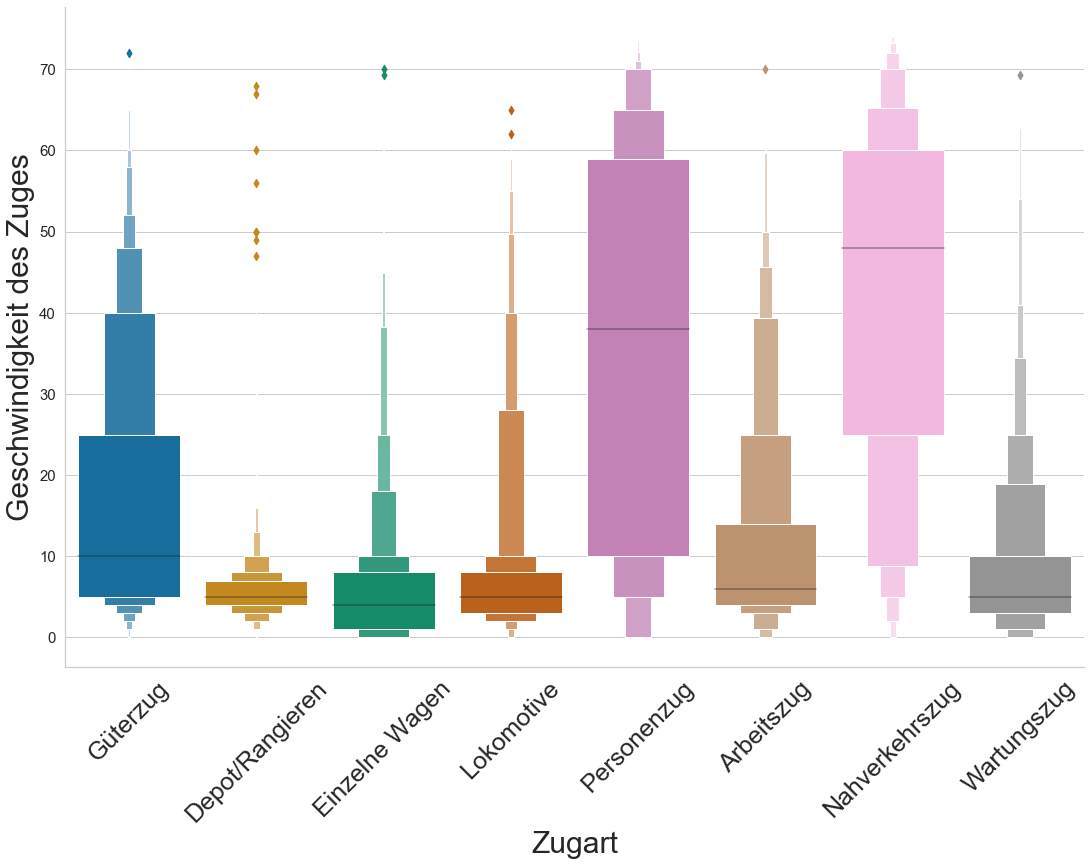 Geschwindigkeit des Zuges
70
60
50
40
30
20
10
0
Güterzug
Depot/Rangieren
Einzelne Wagen
Lokomotive
Personenzug
Arbeitszug
Nahverkehrszug
Wartungszug
Zugart